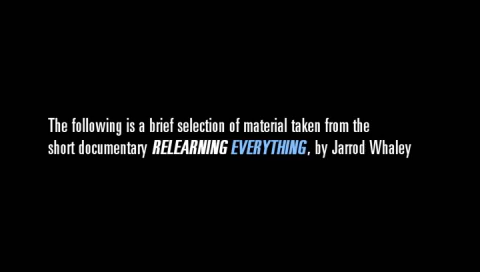 The following is a brief selection of material taken from the
short documentary RELEARNING EVERYTHING, by Jarrod Whaley